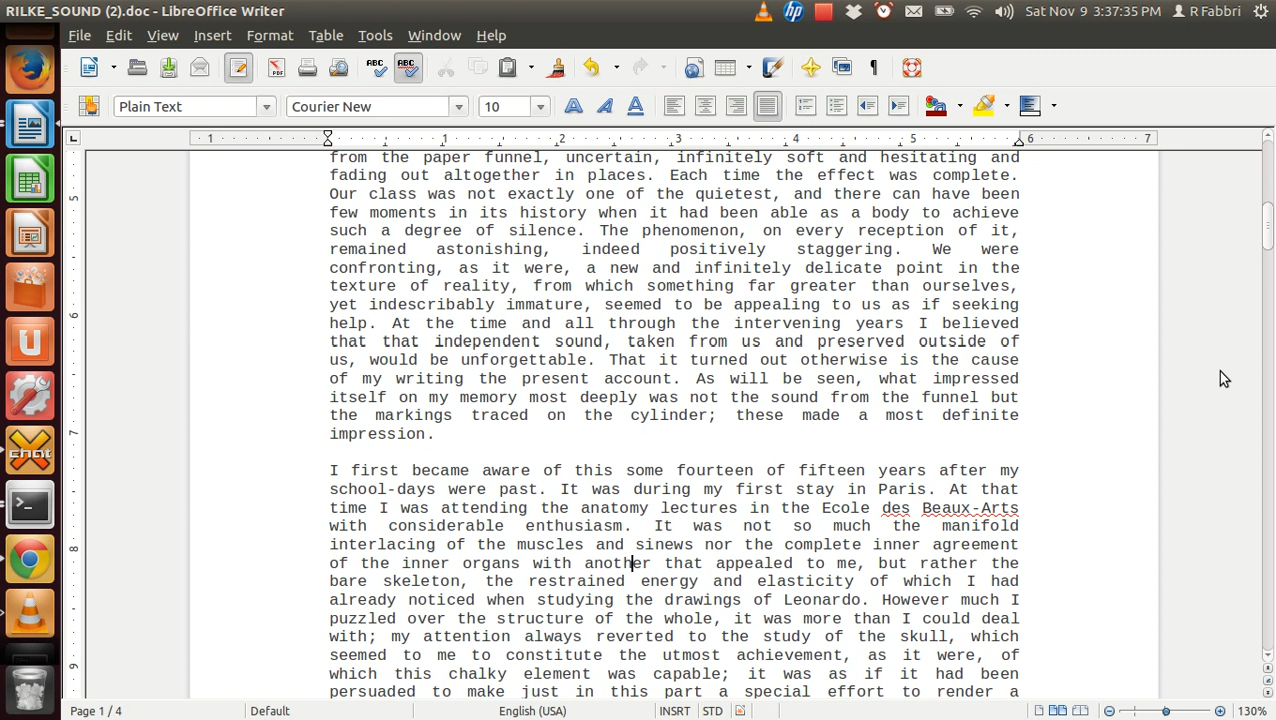 RILKE_SOUND (2).doc - LibreOffice Writer
Sat Nov 9 3:37:35 PM
R Fabbri
File Edit View Insert Format Table Tools Window Help
Plain Text
Courier New
10
1 1 2 3 4 5 6 7
from the paper funnel, uncertain, infinitely soft and hesitating and
fading out altogether in places. Each time the effect was complete.
Our class was not exactly one of the quietest, and there can have been
few moments in its history when it had been able as a body to achieve
such a degree of silence. The phenomenon, on every reception of it,
remained astonishing, indeed positively staggering. We were
confronting, as it were, a new and infinitely delicate point in the
texture of reality, from which something far greater than ourselves,
yet indescribably immature, seemed to be appealing to us as if seeking
help. At the time and all through the intervening years I believed
that that independent sound, taken from us and preserved outside of
us, would be unforgettable. That it turned out otherwise is the cause
of my writing the present account. As will be seen, what impressed
itself on my memory most deeply was not the sound from the funnel but
the markings traced on the cylinder; these made a most definite
impression.
I first became aware of this some fourteen of fifteen years after my
school-days were past. It was during my first stay in Paris. At that
time I was attending the anatomy lectures in the Ecole des Beaux-Arts
with considerable enthusiasm. It was not so much the manifold
interlacing of the muscles and sinews nor the complete inner agreement
of the inner organs with another that appealed to me, but rather the
bare skeleton, the restrained energy and elasticity of which I had
already noticed when studying the drawings of Leonardo. However much I
puzzled over the structure of the whole, it was more than I could deal
with; my attention always reverted to the study of the skull, which
seemed to me to constitute the utmost achievement, as it were, of
which this chalky element was capable; it was as if it had been
persuaded to make just in this part a special effort to render a
5
6
7
8
9
Page 1 / 4
Default
English (USA)
INSRT
STD
130%